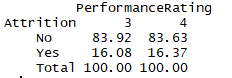 PerformanceRating
Attrition 3 4
No 83.92 83.63
Yes 16.08 16.37
Total 100.00 100.00